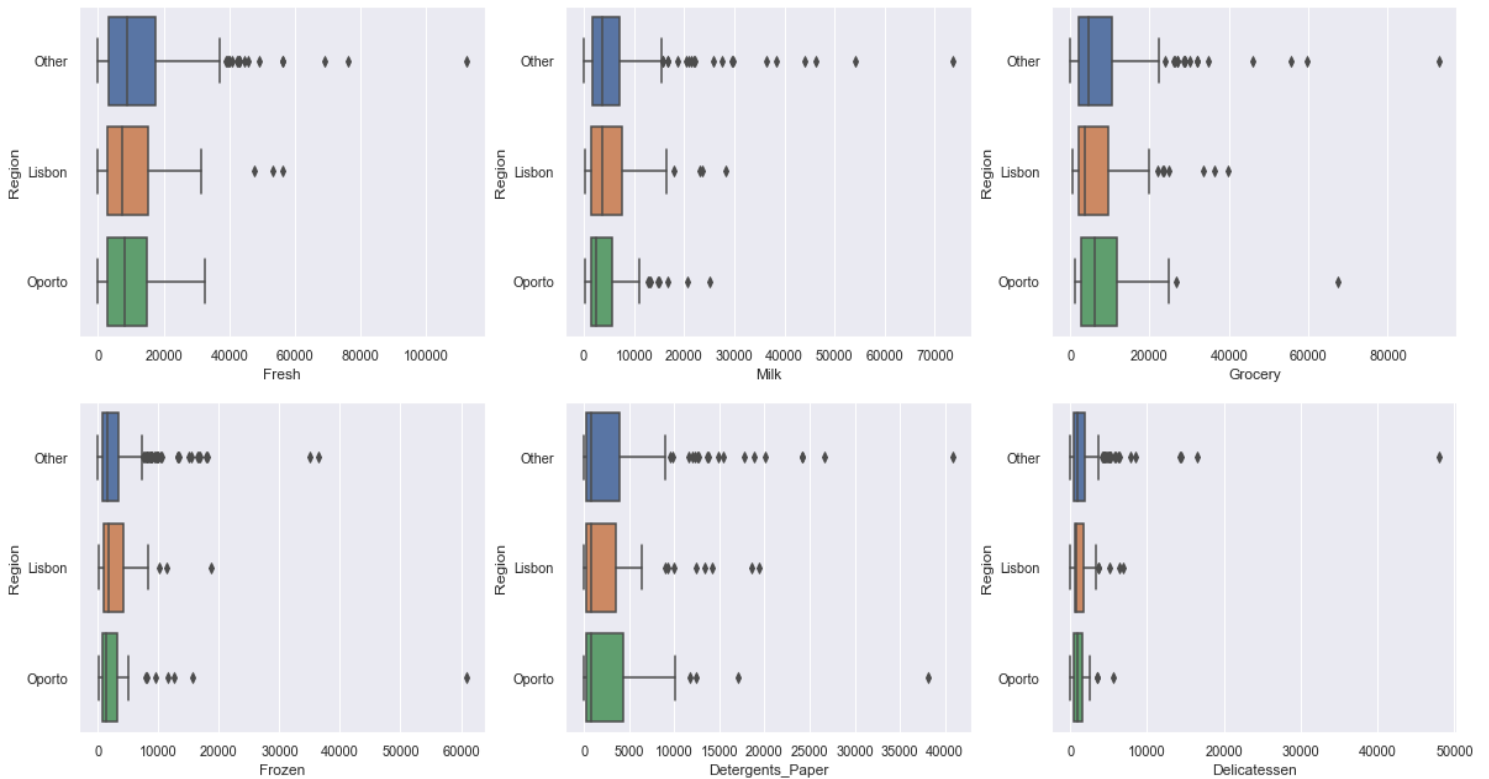 Region
Other
Lisbon
Oporto
0 20000 40000 60000 80000 100000
Fresh
Region
Other
Lisbon
Oporto
0 10000 20000 30000 40000 50000 60000 70000
Milk
Region
Other
Lisbon
Oporto
0 20000 40000 60000 80000
Grocery
Region
Other
Lisbon
Oporto
0 10000 20000 30000 40000 50000 60000
Frozen
Region
Other
Lisbon
Oporto
0 5000 10000 15000 20000 25000 30000 35000 40000
Detergents_Paper
Region
Other
Lisbon
Oporto
0 10000 20000 30000 40000 50000
Delicatessen